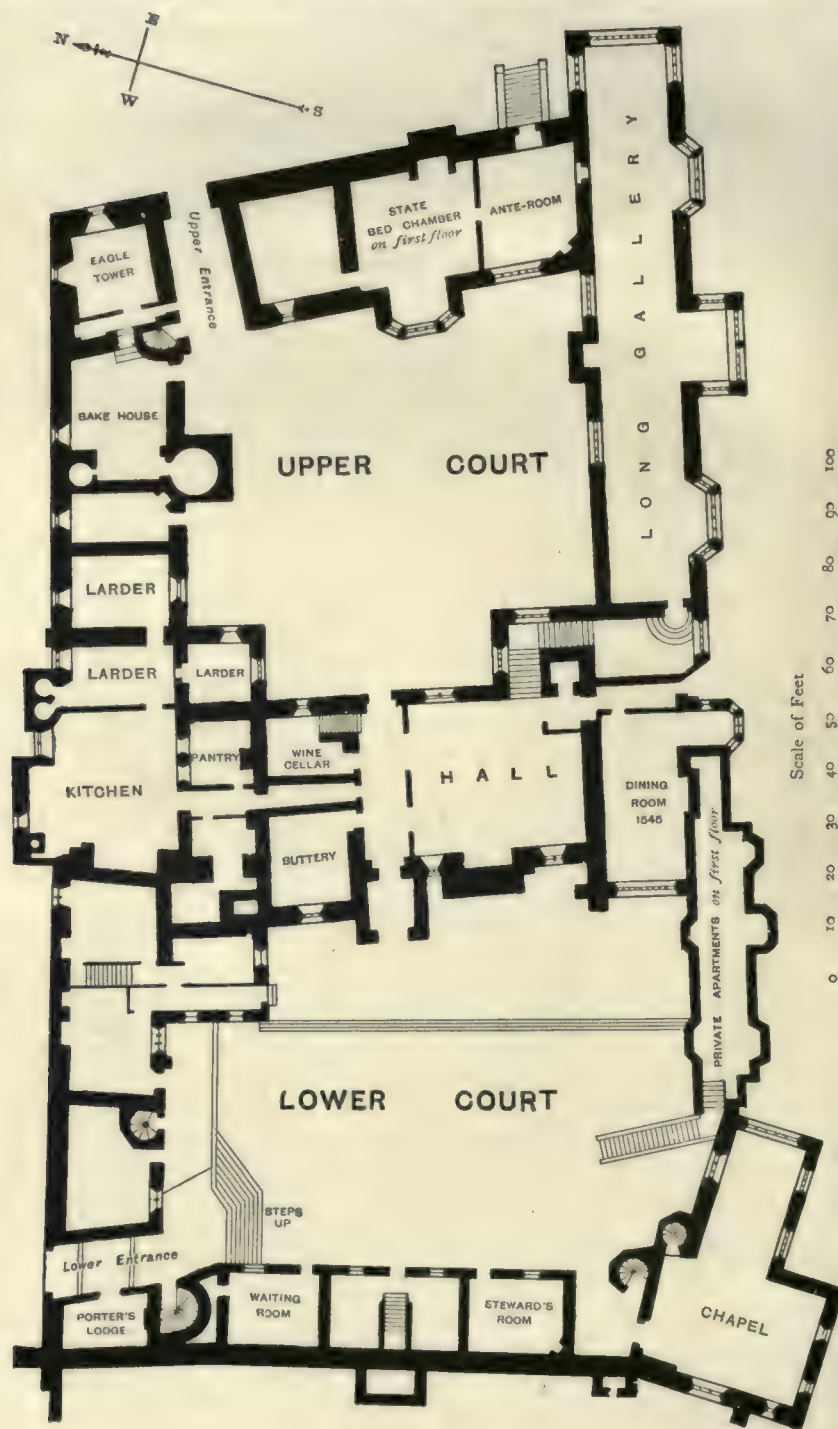 E
N
W
S
Upper Entrance
EAGLE
TOWER
STATE
BED CHAMBER
on first floor
ANTE-ROOM
LONG GALLERY
BAKE HOUSE
UPPER COURT
LARDER
LARDER
LARDER
KITCHEN
PANTRY
WINE
CELLAR
HALL
DINING
ROOM
1545
BUTTERY
PRIVATE APARTMENTS on first floor
Scale of Feet
0 10 20 30 40 50 60 70 80 90 100
LOWER COURT
STEPS
UP
Lower Entrance
PORTER'S
LODGE
WAITING
ROOM
STEWARD'S
ROOM
CHAPEL